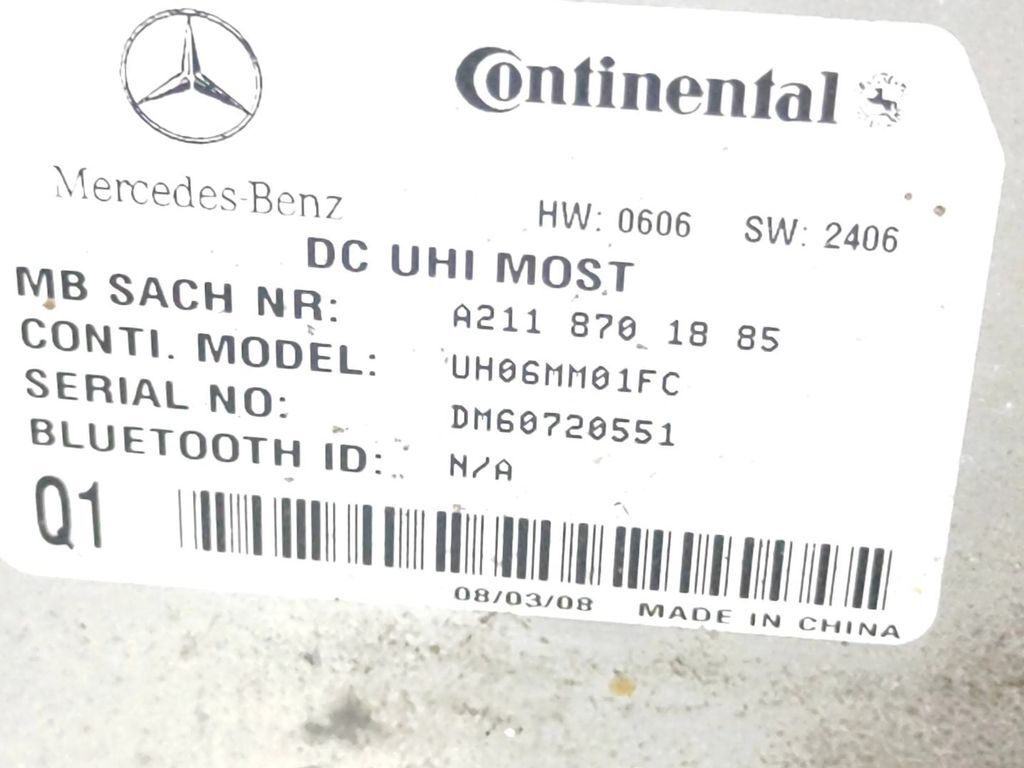 Continental
Mercedes-Benz
HW: 0606 SW: 2406
DC UHI MOST
MB SACH NR: A211 870 18 85
CONTI. MODEL: UH06MM01FC
SERIAL NO: DM60720551
BLUETOOTH ID: N/A
Q1
08/03/08 MADE IN CHINA